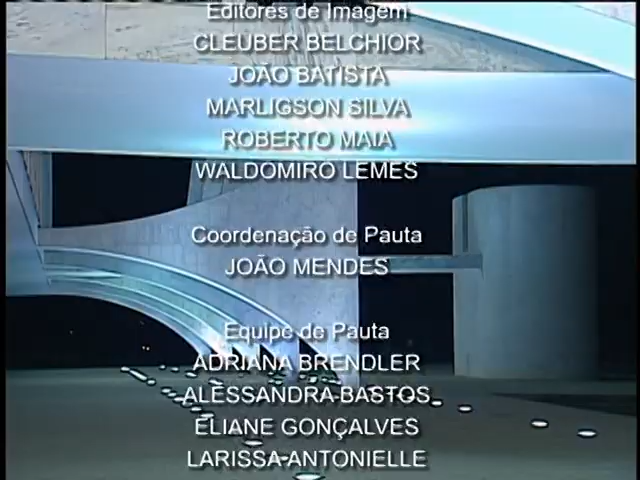 Editores de Imagem
CLEUBER BELCHIOR
JOÃO BATISTA
MARLIGSON SILVA
ROBERTO MAIA
WALDOMIRO LEMES
Coordenação de Pauta
JOÃO MENDES
Equipe de Pauta
ADRIANA BRENDLER
ALESSANDRA BASTOS
ELIANE GONÇALVES
LARISSA ANTONIELLE